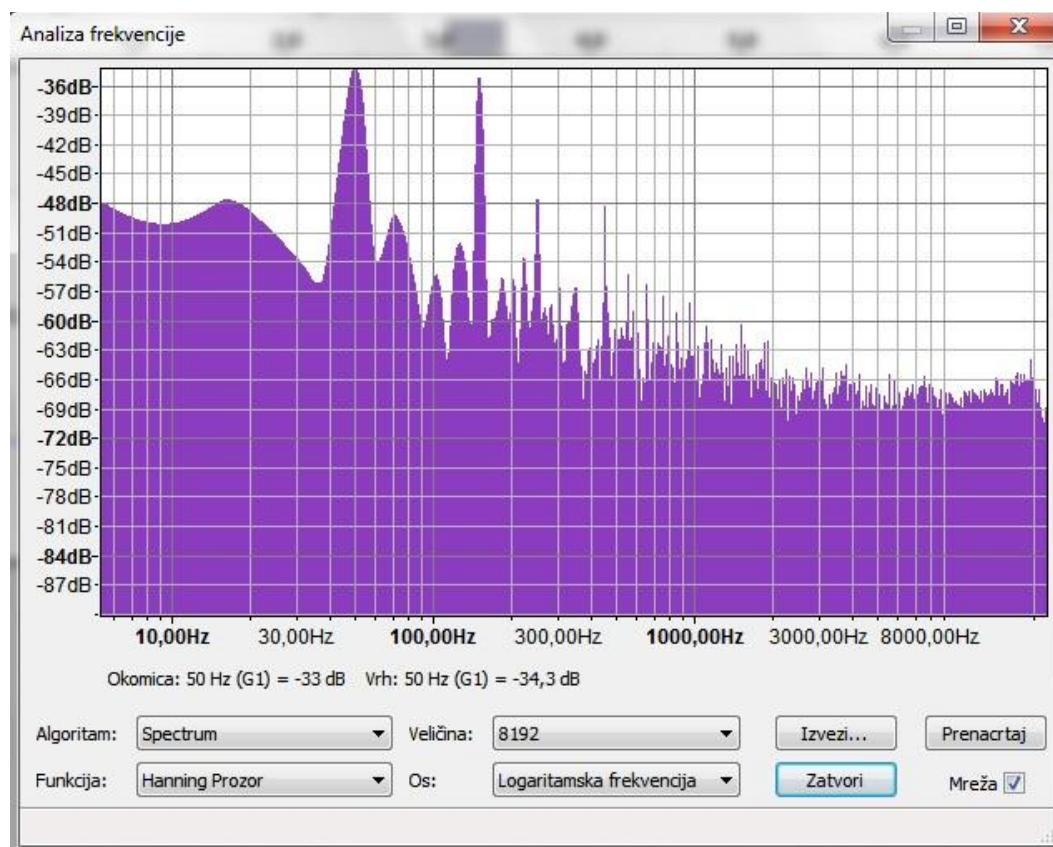 Analiza frekvencije
-36dB
-39dB
-42dB
-45dB
-48dB
-51dB
-54dB
-57dB
-60dB
-63dB
-66dB
-69dB
-72dB
-75dB
-78dB
-81dB
-84dB
-87dB
10,00Hz 30,00Hz 100,00Hz 300,00Hz 1000,00Hz 3000,00Hz 8000,00Hz
Okomica: 50 Hz (G1) = -33 dB Vrh: 50 Hz (G1) = -34,3 dB
Algoritam: Spectrum Veličina: 8192 Izvezi... Prenacrtaj
Funkcija: Hanning Prozor Os: Logaritamska frekvencija Zatvori Mreža